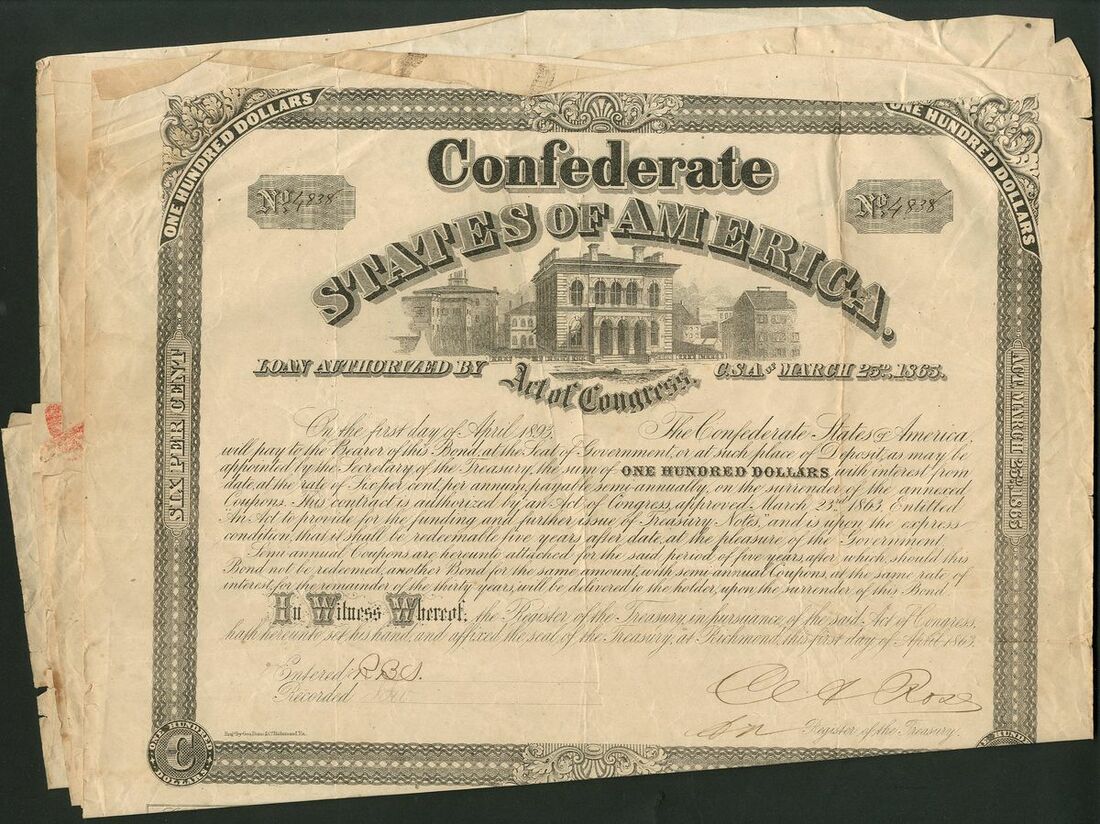 ONE HUNDRED DOLLARS
ONE HUNDRED DOLLARS
Confederate
No. 4838
No. 4838
STATES OF AMERICA.
LOAN AUTHORIZED BY Act of Congress, C.S.A. OF MARCH 23D, 1863.
SIX PER CENT
ACT MARCH 23D, 1863
On the first day of April 1893, The Confederate States of America,
will pay to the Bearer of this Bond, at the Seat of Government, or at such place of Deposit, as may be
appointed by the Secretary of the Treasury, the sum of ONE HUNDRED DOLLARS, with interest from
date, at the rate of Six per cent, per annum, payable semi-annually, on the surrender of the annexed
Coupons. This contract is authorized by an Act of Congress, approved March 23rd 1863, Entitled
An Act to provide for the funding and further issue of Treasury Notes, and is upon the express
condition, that it shall be redeemable five years after date, at the pleasure of the Government.
Semi-annual Coupons are hereunto attached for the said period of five years, after which, should this
Bond not be redeemed, another Bond for the same amount, with semi-annual Coupons, at the same rate of
interest, for the remainder of the thirty years, will be delivered to the holder, upon the surrender of this Bond.
In Witness Whereof, the Register of the Treasury, in pursuance of the said Act of Congress,
hath hereunto set his hand, and affixed the seal of the Treasury, at Richmond, this first day of April 1863.
Entered
Recorded
Rose
Register of the Treasury.
Eng'd by Geo. Dunn & Co. Richmond, Va.
ONE HUNDRED
C
DOLLARS
ONE HUND